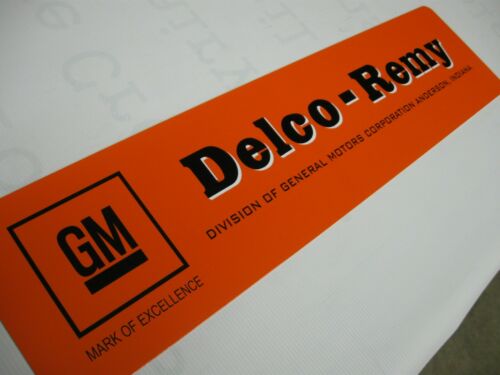 GM
MARK OF EXCELLENCE
Delco-Remy
DIVISION OF GENERAL MOTORS CORPORATION ANDERSON, INDIANA